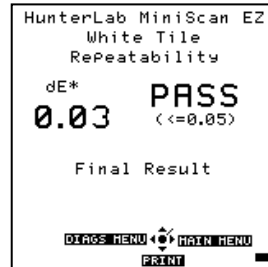 HunterLab MiniScan EZ
White Tile
Repeatability
dE*
PASS
0.03
(<=0.05)
Final Result
DIAGS MENU MAIN MENU
PRINT